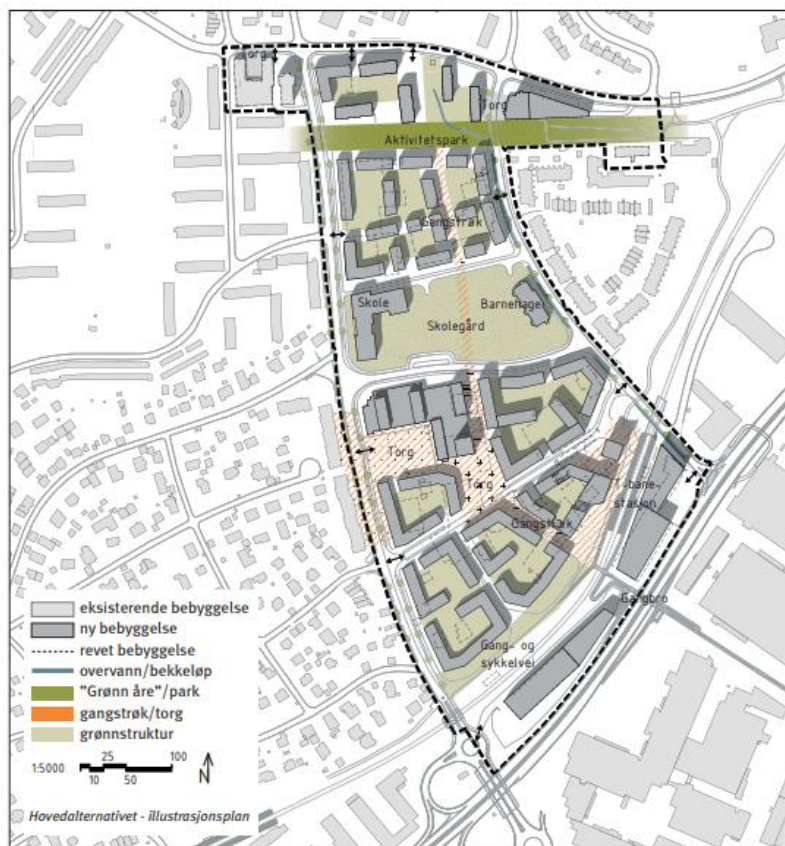 Torg
Torg
Aktivitetspark
Gangstrøk
Skole
Barnehage
Skolegård
Torg
Torg
T-bane-
stasjon
Gangstrøk
Gangbro
Gang- og
sykkelvei
eksisterende bebyggelse
ny bebyggelse
revet bebyggelse
overvann/bekkeløp
"Grønn åre"/park
gangstrøk/torg
grønnstruktur
25 100
1:5000 10 50 N
Hovedalternativet - illustrasjonsplan